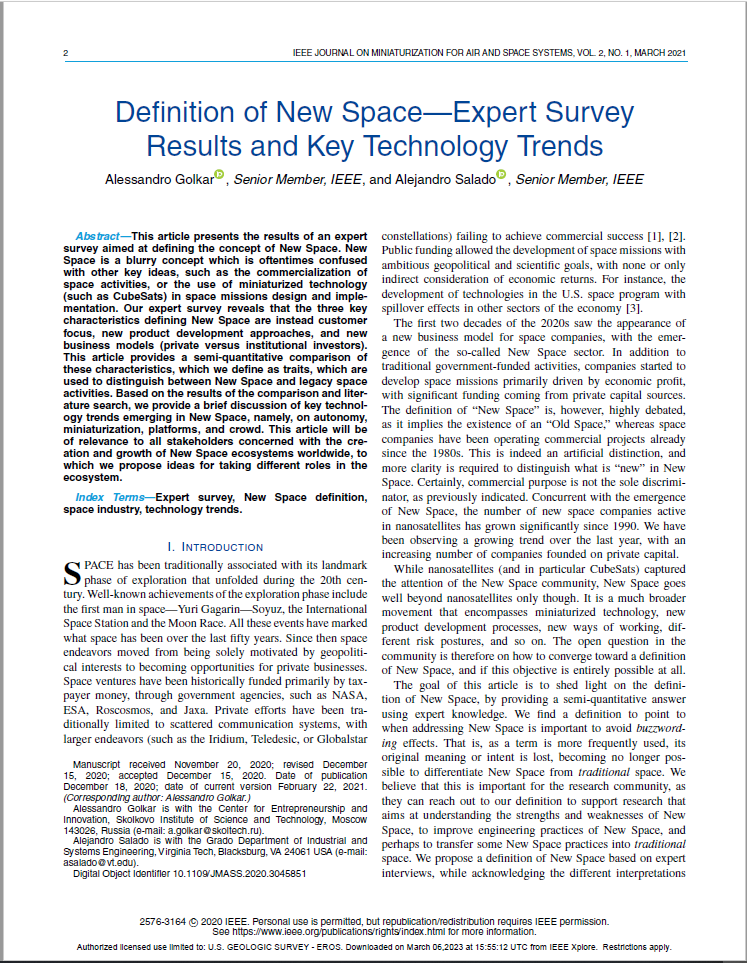 2
IEEE JOURNAL ON MINIATURIZATION FOR AIR AND SPACE SYSTEMS, VOL. 2, NO. 1, MARCH 2021
Definition of New Space—Expert Survey
Results and Key Technology Trends
Alessandro Golkar, Senior Member, IEEE, and Alejandro Salado, Senior Member, IEEE
Abstract—This article presents the results of an expert
survey aimed at defining the concept of New Space. New
Space is a blurry concept which is oftentimes confused
with other key ideas, such as the commercialization of
space activities, or the use of miniaturized technology
(such as CubeSats) in space missions design and imple-
mentation. Our expert survey reveals that the three key
characteristics defining New Space are instead customer
focus, new product development approaches, and new
business models (private versus institutional investors).
This article provides a semi-quantitative comparison of
these characteristics, which we define as traits, which are
used to distinguish between New Space and legacy space
activities. Based on the results of the comparison and liter-
ature search, we provide a brief discussion of key technol-
ogy trends emerging in New Space, namely, on autonomy,
miniaturization, platforms, and crowd. This article will be
of relevance to all stakeholders concerned with the cre-
ation and growth of New Space ecosystems worldwide, to
which we propose ideas for taking different roles in the
ecosystem.
Index Terms—Expert survey, New Space definition,
space industry, technology trends.
I. INTRODUCTION
SPACE has been traditionally associated with its landmark
phase of exploration that unfolded during the 20th cen-
tury. Well-known achievements of the exploration phase include
the first man in space—Yuri Gagarin—Soyuz, the International
Space Station and the Moon Race. All these events have marked
what space has been over the last fifty years. Since then space
endeavors moved from being solely motivated by geopoliti-
cal interests to becoming opportunities for private businesses.
Space ventures have been historically funded primarily by tax-
payer money, through government agencies, such as NASA,
ESA, Roscosmos, and Jaxa. Private efforts have been tra-
ditionally limited to scattered communication systems, with
larger endeavors (such as the Iridium, Teledesic, or Globalstar
Manuscript received November 20, 2020; revised December
15, 2020; accepted December 15, 2020. Date of publication
December 18, 2020; date of current version February 22, 2021.
(Corresponding author: Alessandro Golkar.)
Alessandro Golkar is with the Center for Entrepreneurship and
Innovation, Skolkovo Institute of Science and Technology, Moscow
143026, Russia (e-mail: a.golkar@skoltech.ru).
Alejandro Salado is with the Grado Department of Industrial and
Systems Engineering, Virginia Tech, Blacksburg, VA 24061 USA (e-mail:
asalado@vt.edu).
Digital Object Identifier 10.1109/JMASS.2020.3045851
constellations) failing to achieve commercial success [1], [2].
Public funding allowed the development of space missions with
ambitious geopolitical and scientific goals, with none or only
indirect consideration of economic returns. For instance, the
development of technologies in the U.S. space program with
spillover effects in other sectors of the economy [3].
The first two decades of the 2020s saw the appearance of
a new business model for space companies, with the emer-
gence of the so-called New Space sector. In addition to
traditional government-funded activities, companies started to
develop space missions primarily driven by economic profit,
with significant funding coming from private capital sources.
The definition of “New Space” is, however, highly debated,
as it implies the existence of an “Old Space,” whereas space
companies have been operating commercial projects already
since the 1980s. This is indeed an artificial distinction, and
more clarity is required to distinguish what is “new” in New
Space. Certainly, commercial purpose is not the sole discrimi-
nator, as previously indicated. Concurrent with the emergence
of New Space, the number of new space companies active
in nanosatellites has grown significantly since 1990. We have
been observing a growing trend over the last year, with an
increasing number of companies founded on private capital.
While nanosatellites (and in particular CubeSats) captured
the attention of the New Space community, New Space goes
well beyond nanosatellites only though. It is a much broader
movement that encompasses miniaturized technology, new
product development processes, new ways of working, dif-
ferent risk postures, and so on. The open question in the
community is therefore on how to converge toward a definition
of New Space, and if this objective is entirely possible at all.
The goal of this article is to shed light on the defini-
tion of New Space, by providing a semi-quantitative answer
using expert knowledge. We find a definition to point to
when addressing New Space is important to avoid buzzword-
ing effects. That is, as a term is more frequently used, its
original meaning or intent is lost, becoming no longer pos-
sible to differentiate New Space from traditional space. We
believe that this is important for the research community, as
they can reach out to our definition to support research that
aims at understanding the strengths and weaknesses of New
Space, to improve engineering practices of New Space, and
perhaps to transfer some New Space practices into traditional
space. We propose a definition of New Space based on expert
interviews, while acknowledging the different interpretations
2576-3164 © 2020 IEEE. Personal use is permitted, but republication/redistribution requires IEEE permission.
See https://www.ieee.org/publications/rights/index.html for more information.
Authorized licensed use limited to: U.S. GEOLOGIC SURVEY - EROS. Downloaded on March 06,2023 at 15:55:12 UTC from IEEE Xplore. Restrictions apply.